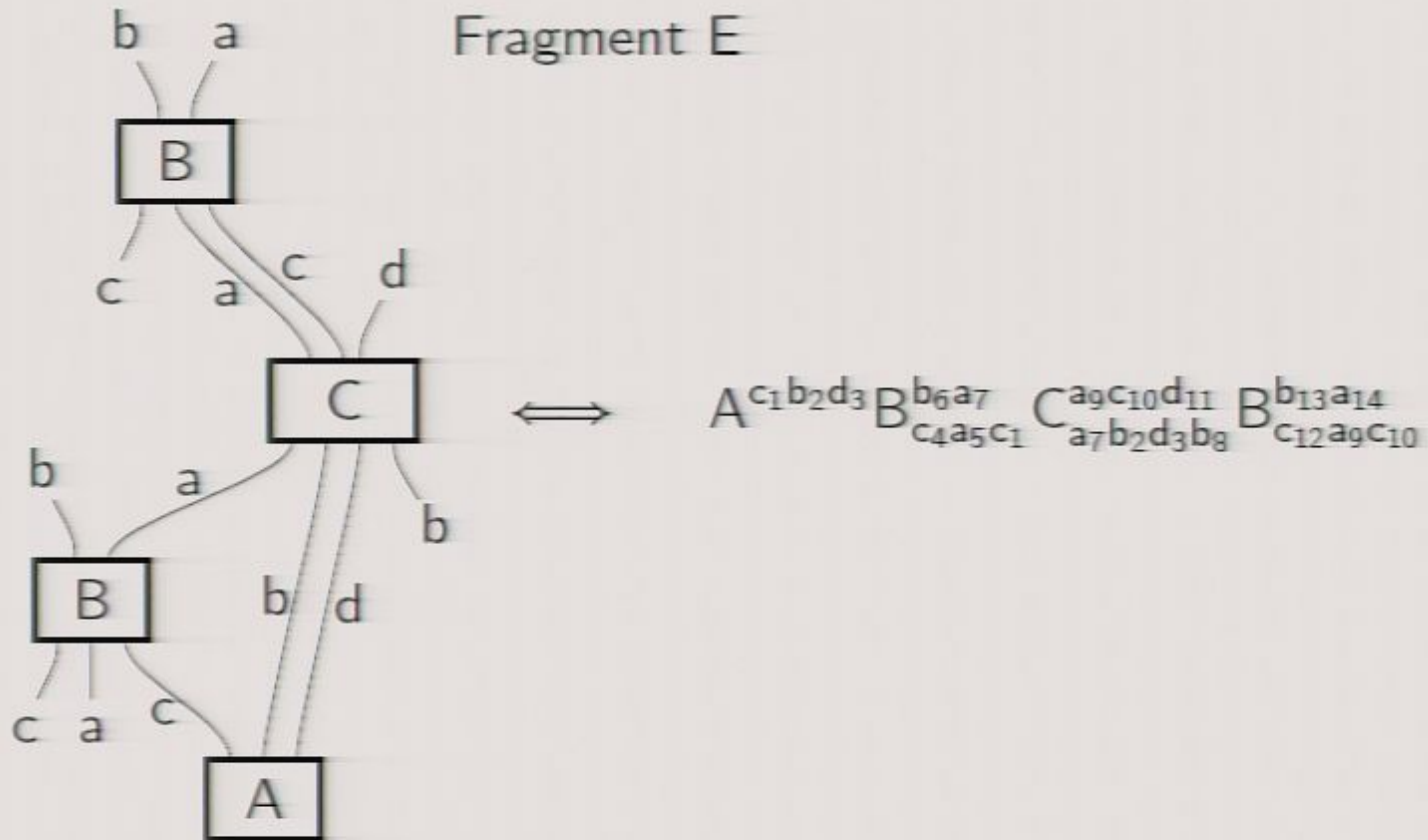 Fragment E
b a
B
c a c d
C
b a b
B b d
c a c
A
⟺ A^{c₁b₂d₃}B^{b₆a₇}_{c₄a₅c₁}C^{a₉c₁₀d₁₁}_{a₇b₂d₃b₈}B^{b₁₃a₁₄}_{c₁₂a₉c₁₀}